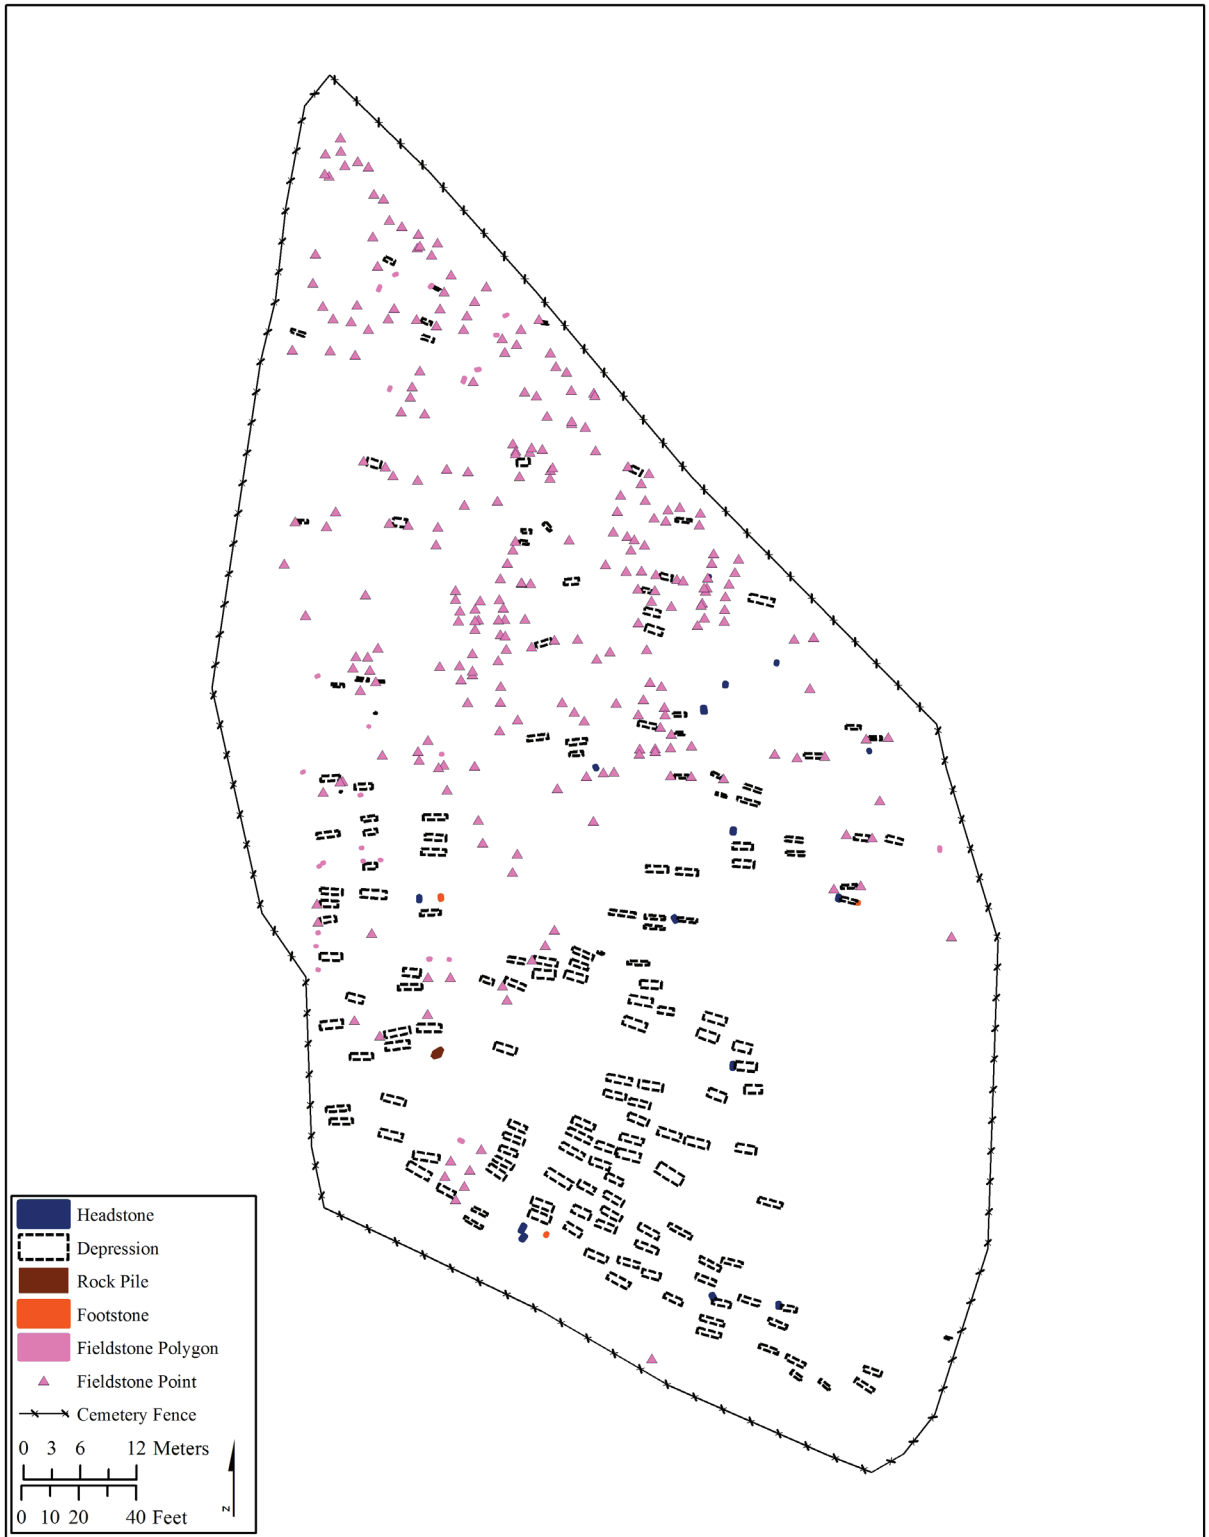 Headstone
Depression
Rock Pile
Footstone
Fieldstone Polygon
Fieldstone Point
Cemetery Fence
0 3 6 12 Meters
0 10 20 40 Feet
N